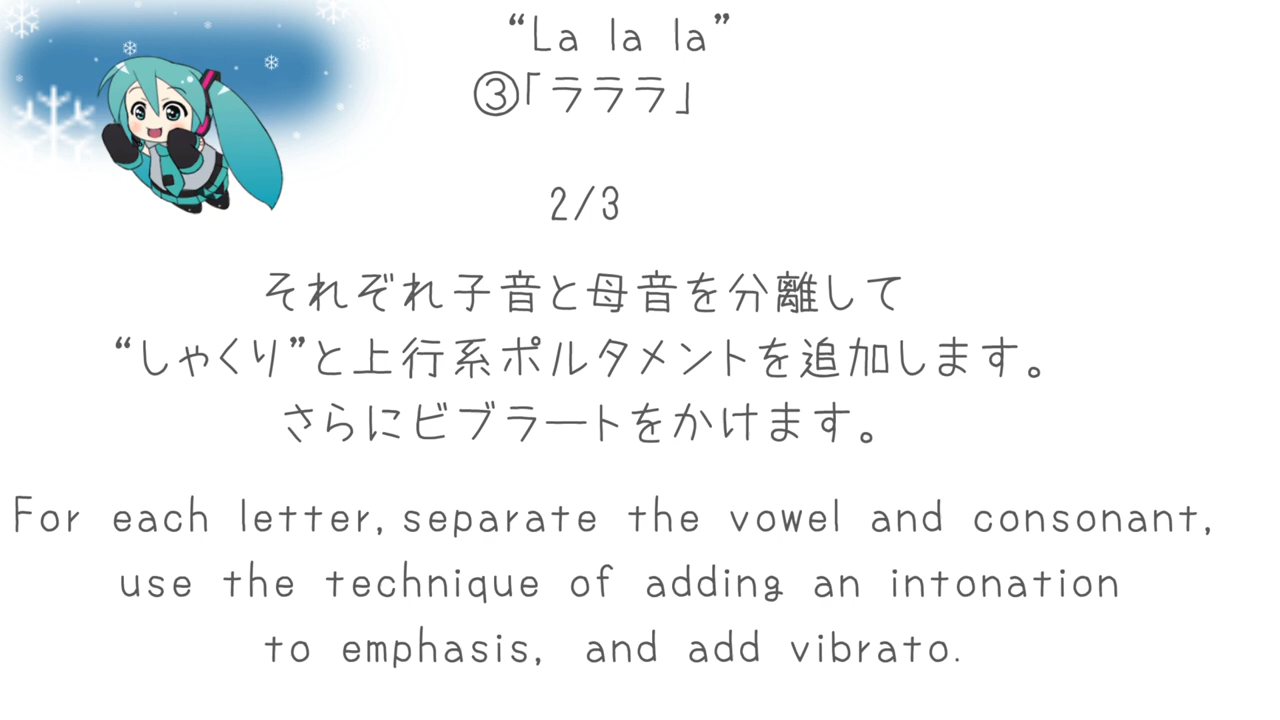 “La la la”
③「ラララ」
2/3
それぞれ子音と母音を分離して
“しゃくり”と上行系ポルタメントを追加します。
さらにビブラートをかけます。
For each letter, separate the vowel and consonant,
use the technique of adding an intonation
to emphasis, and add vibrato.